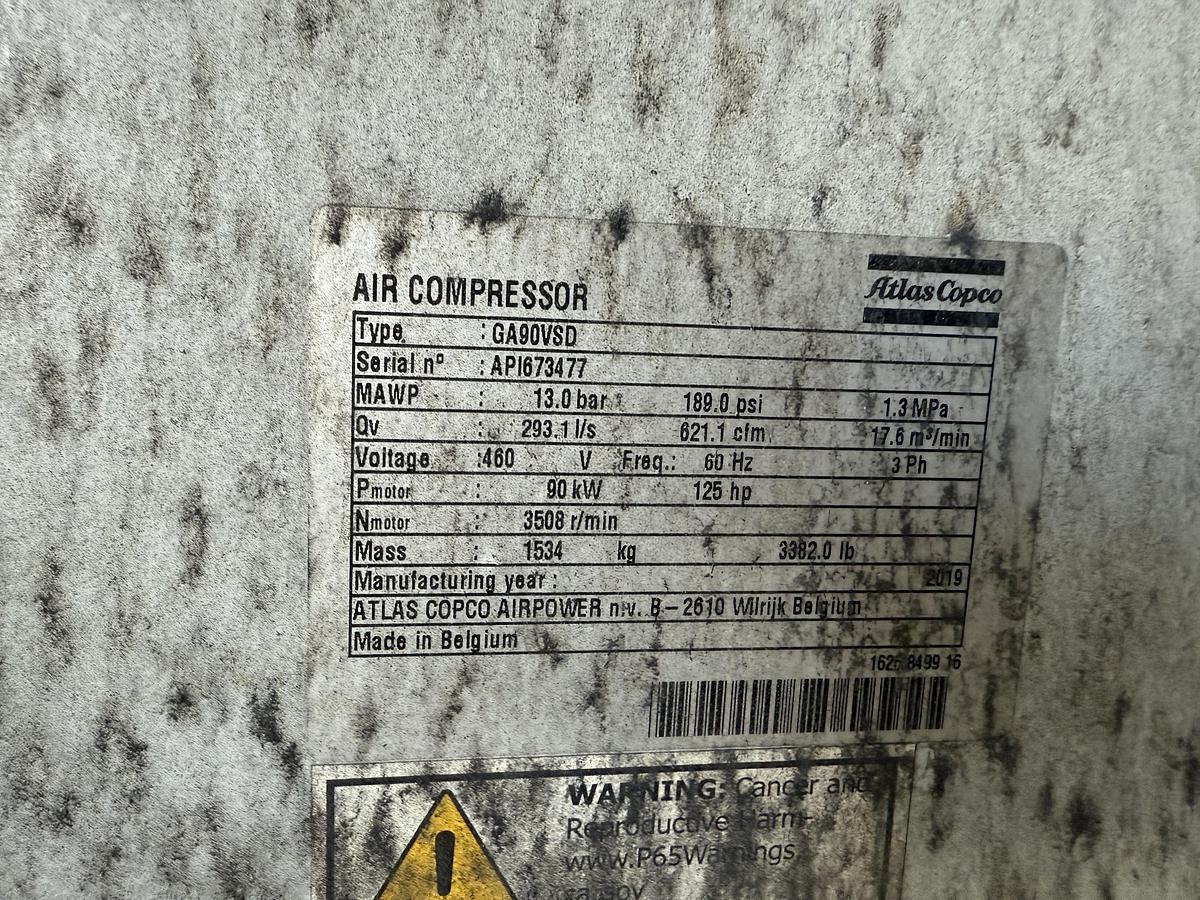 AIR COMPRESSOR
Atlas Copco
Type : GA90VSD
Serial nº : API673477
MAWP : 13.0 bar 189.0 psi 1.3 MPa
Qv : 293.1 l/s 621.1 cfm 17.6 m³/min
Voltage :460 V Freq.: 60 Hz 3 Ph
Pmotor : 90 kW 125 hp
Nmotor : 3508 r/min
Mass : 1534 kg 3382.0 lb
Manufacturing year : 2019
ATLAS COPCO AIRPOWER n.v. B – 2610 Wilrijk Belgium
Made in Belgium
8499 16
WARNING: Cancer and
Reproductive Harm-
www.P65Warnings.
ca.gov